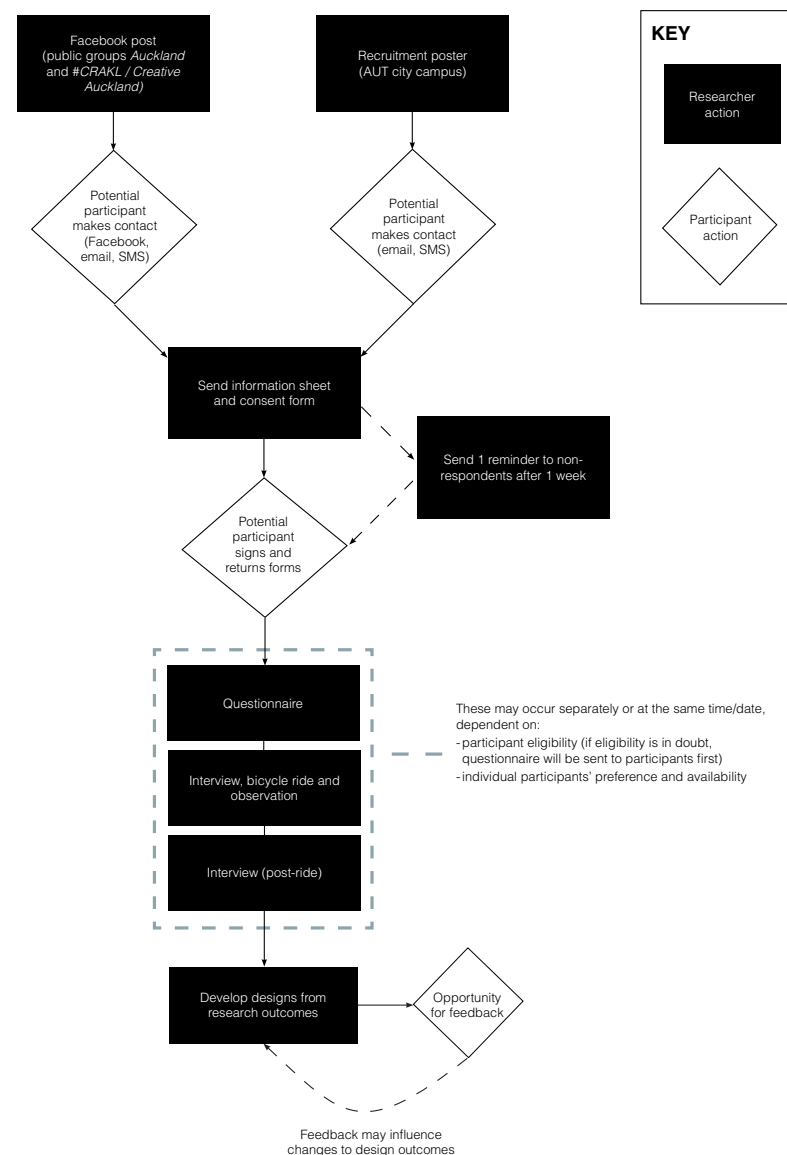 Facebook post
(public groups Auckland
and #CRAKL / Creative
Auckland)
Recruitment poster
(AUT city campus)
KEY
Researcher
action
Participant
action
Potential
participant
makes contact
(Facebook,
email, SMS)
Potential
participant
makes contact
(email, SMS)
Send information sheet
and consent form
Send 1 reminder to non-
respondents after 1 week
Potential
participant
signs and
returns forms
Questionnaire
Interview, bicycle ride and
observation
Interview (post-ride)
These may occur separately or at the same time/date,
dependent on:
- participant eligibility (if eligibility is in doubt,
questionnaire will be sent to participants first)
- individual participants’ preference and availability
Develop designs from
research outcomes
Opportunity
for feedback
Feedback may influence
changes to design outcomes